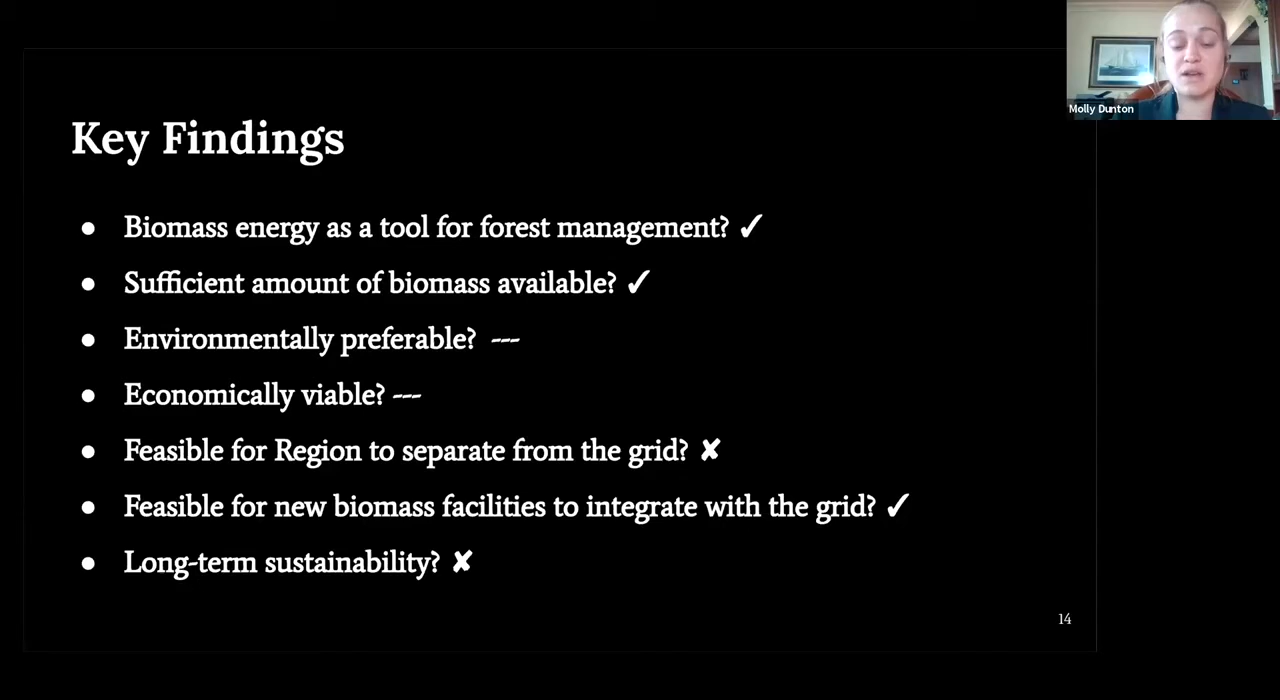 Molly Dunton
Key Findings
● Biomass energy as a tool for forest management? ✓
● Sufficient amount of biomass available? ✓
● Environmentally preferable? ---
● Economically viable? ---
● Feasible for Region to separate from the grid? ✘
● Feasible for new biomass facilities to integrate with the grid? ✓
● Long-term sustainability? ✘
14